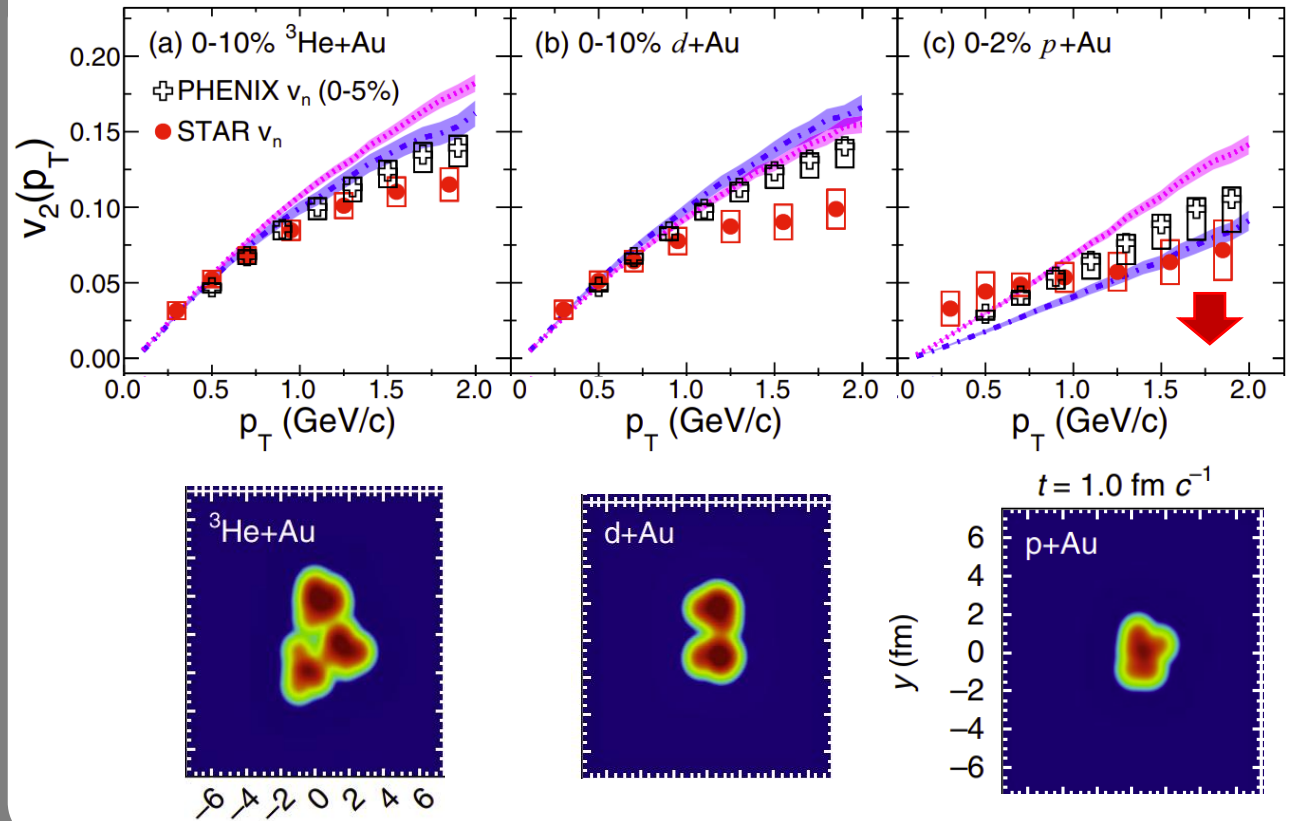 (a) 0-10% ³He+Au
(b) 0-10% d+Au
(c) 0-2% p+Au
PHENIX vₙ (0-5%)
STAR vₙ
v₂(p_T)
0.20
0.15
0.10
0.05
0.00
0.0 0.5 1.0 1.5 2.0
.0 0.5 1.0 1.5 2.0
.0 0.5 1.0 1.5 2.0
p_T (GeV/c)
p_T (GeV/c)
p_T (GeV/c)
³He+Au
–6 –4 –2 0 2 4 6
d+Au
t = 1.0 fm c⁻¹
p+Au
y (fm)
6
4
2
0
–2
–4
–6